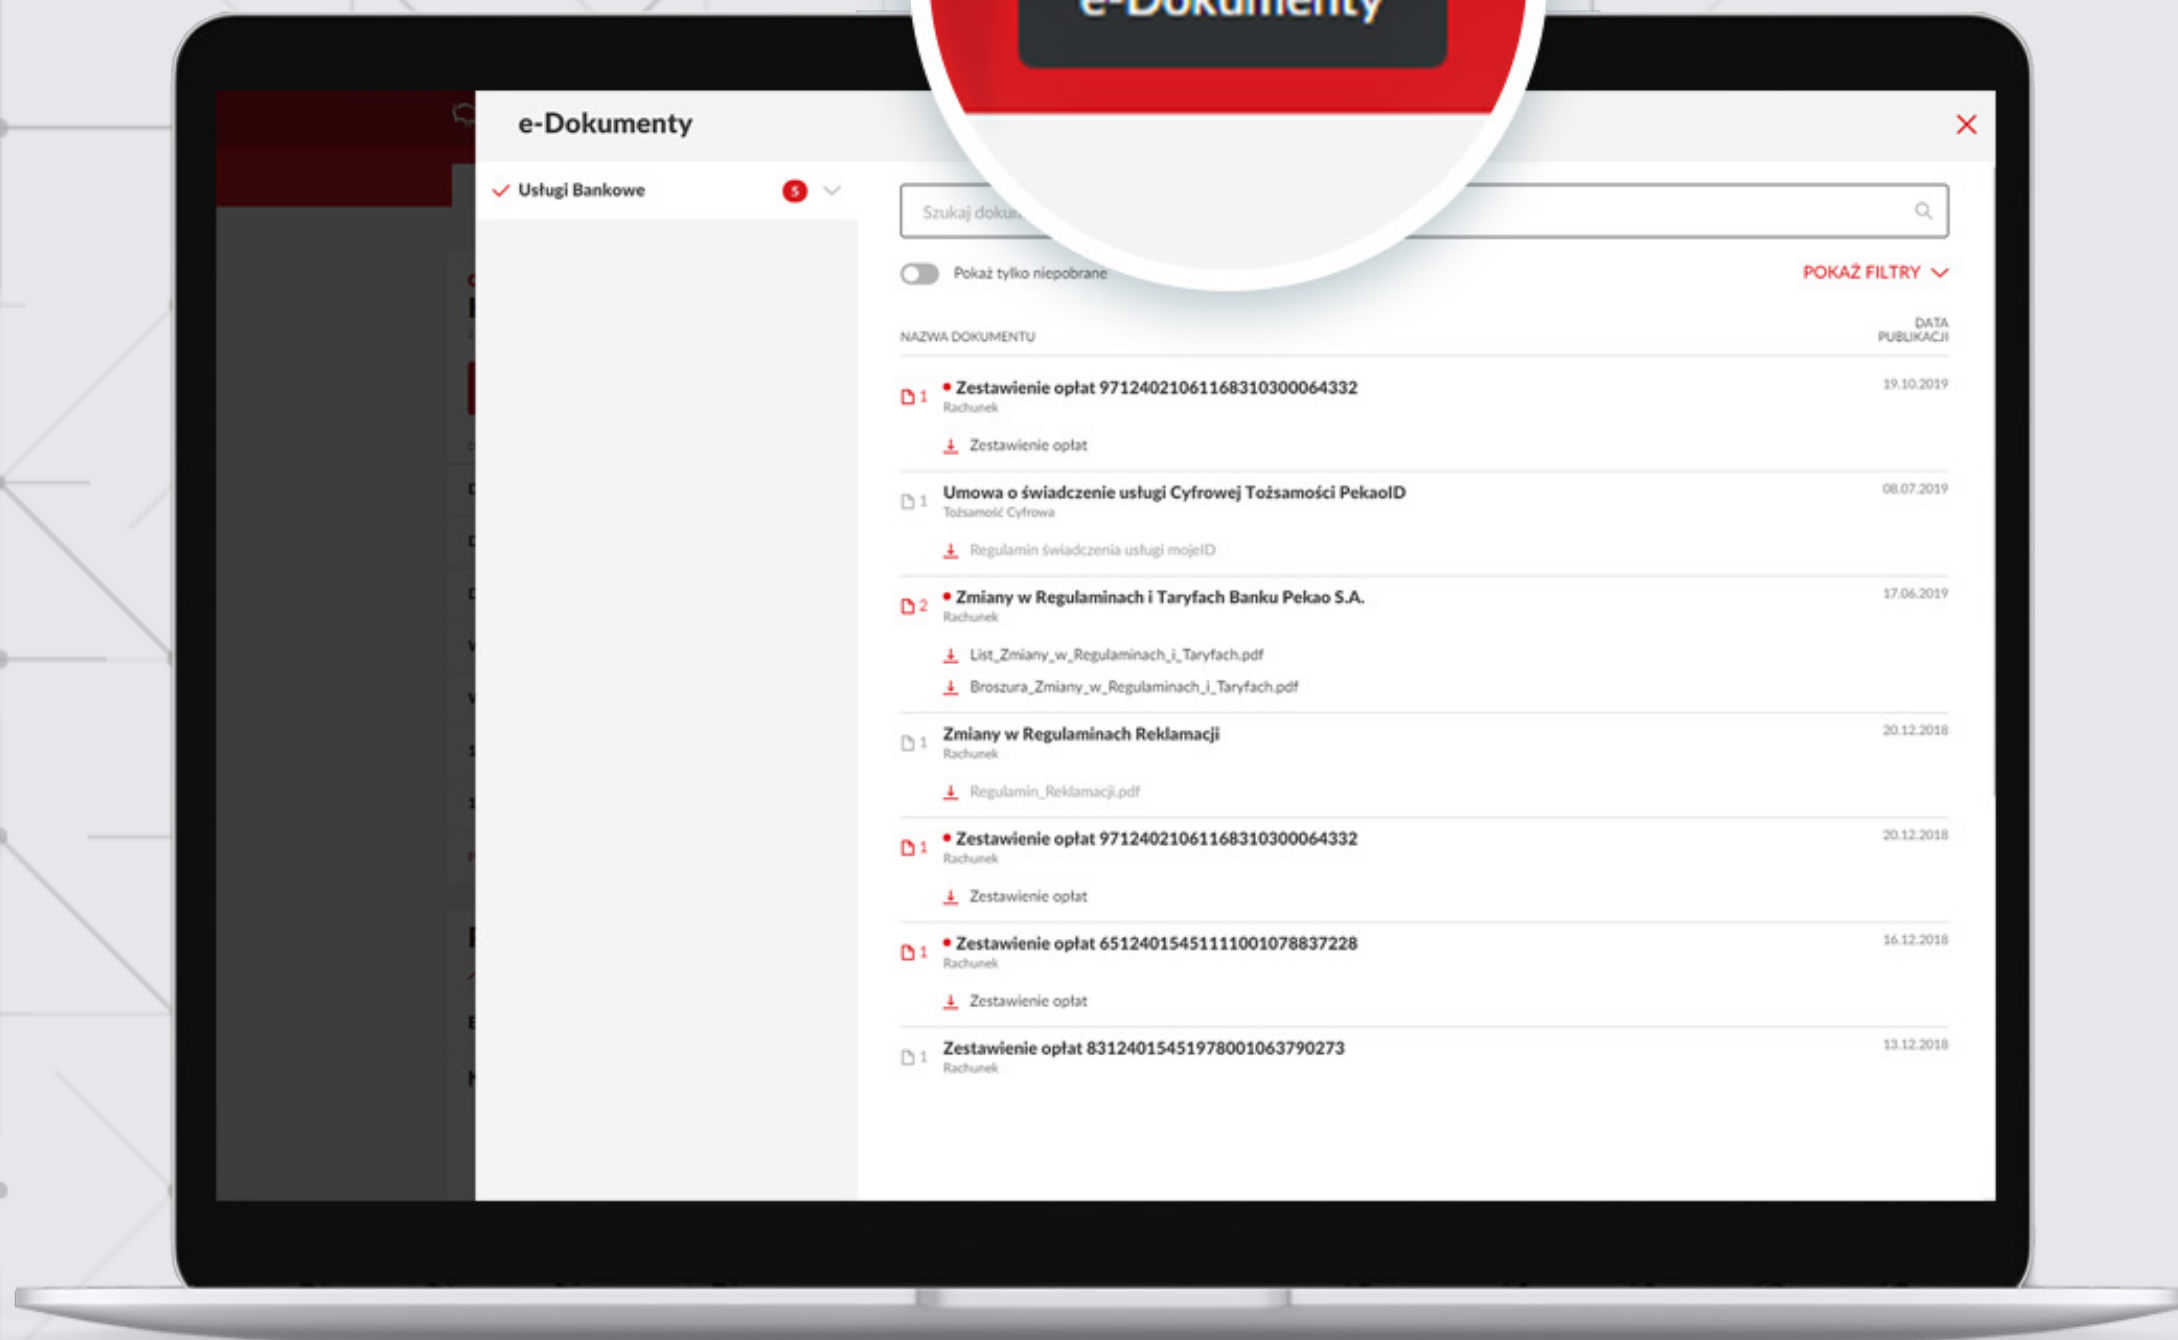 e-Dokumenty
e-Dokumenty
Usługi Bankowe
5
Szukaj
Pokaż tylko niepobrane
POKAŻ FILTRY
NAZWA DOKUMENTU
DATA
PUBLIKACJI
1
Zestawienie opłat 97124021061168310300064332
19.10.2019
Rachunek
Zestawienie opłat
1
Umowa o świadczenie usługi Cyfrowej Tożsamości PekaoID
08.07.2019
Tożsamość Cyfrowa
Regulamin świadczenia usługi mojeID
2
Zmiany w Regulaminach i Taryfach Banku Pekao S.A.
17.06.2019
Rachunek
List_Zmiany_w_Regulaminach_i_Taryfach.pdf
Broszura_Zmiany_w_Regulaminach_i_Taryfach.pdf
1
Zmiany w Regulaminach Reklamacji
20.12.2018
Rachunek
Regulamin_Reklamacji.pdf
1
Zestawienie opłat 97124021061168310300064332
20.12.2018
Rachunek
Zestawienie opłat
1
Zestawienie opłat 65124015451111001078837228
16.12.2018
Rachunek
Zestawienie opłat
1
Zestawienie opłat 83124015451978001063790273
13.12.2018
Rachunek